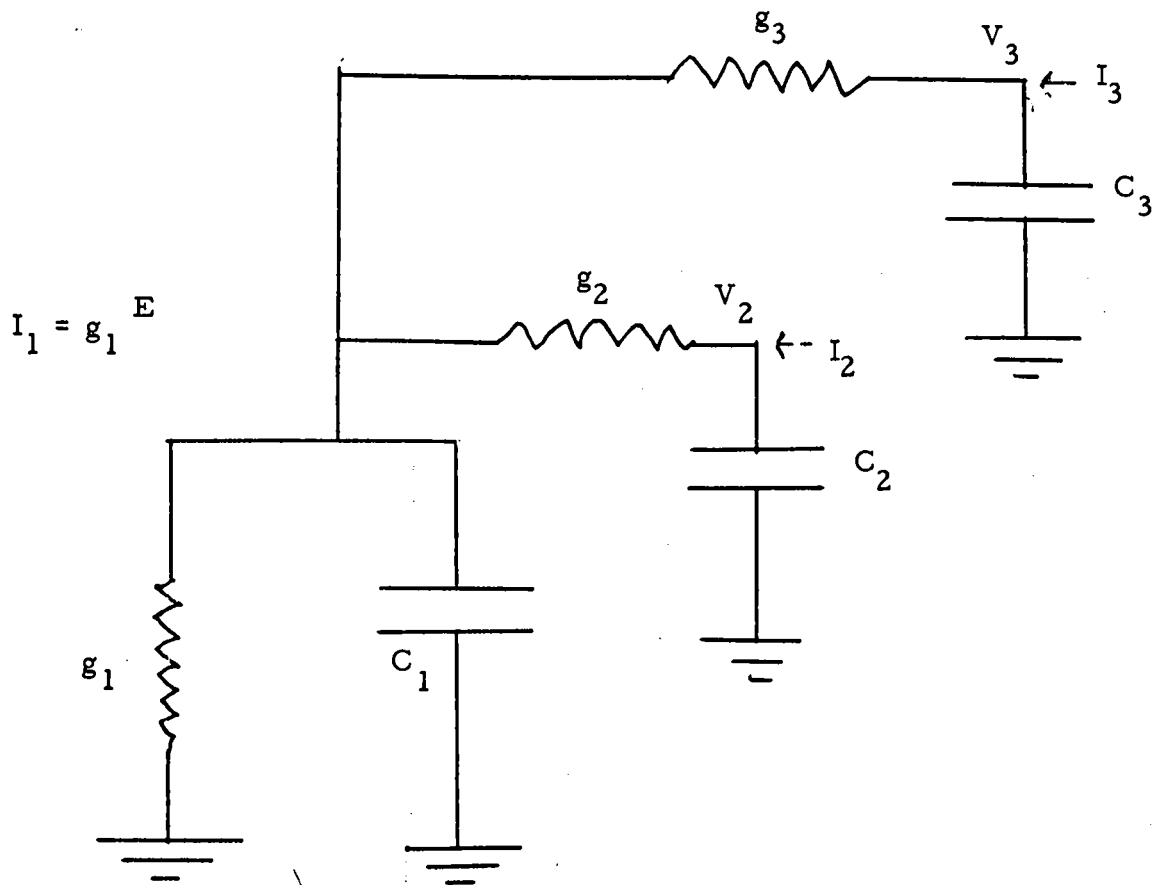 g₃
V₃
← I₃
C₃
I₁ = g₁ E
g₂
V₂
← I₂
C₂
g₁
C₁